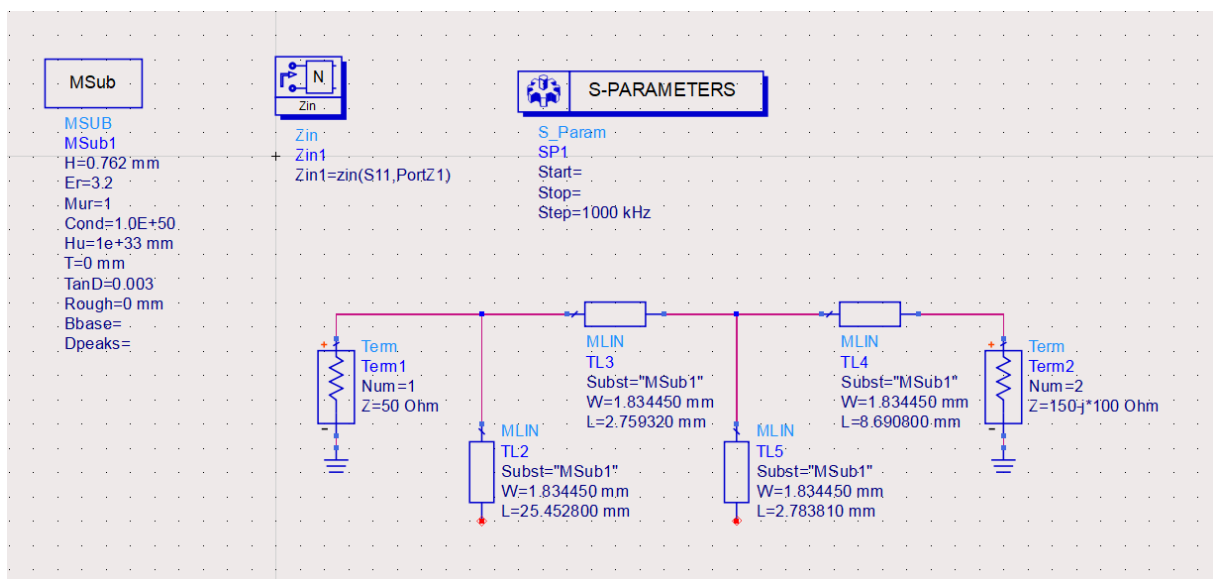 MSub
MSUB
MSub1
H=0.762 mm
Er=3.2
Mur=1
Cond=1.0E+50
Hu=1e+33 mm
T=0 mm
TanD=0.003
Rough=0 mm
Bbase=
Dpeaks=
N
Zin
Zin
Zin1
Zin1=zin(S11,PortZ1)
S-PARAMETERS
S_Param
SP1
Start=
Stop=
Step=1000 kHz
+
Term
Term1
Num=1
Z=50 Ohm
-
MLIN
TL2
Subst="MSub1"
W=1.834450 mm
L=25.452800 mm
MLIN
TL3
Subst="MSub1"
W=1.834450 mm
L=2.759320 mm
MLIN
TL5
Subst="MSub1"
W=1.834450 mm
L=2.783810 mm
MLIN
TL4
Subst="MSub1"
W=1.834450 mm
L=8.690800 mm
+
Term
Term2
Num=2
Z=150-j*100 Ohm
-